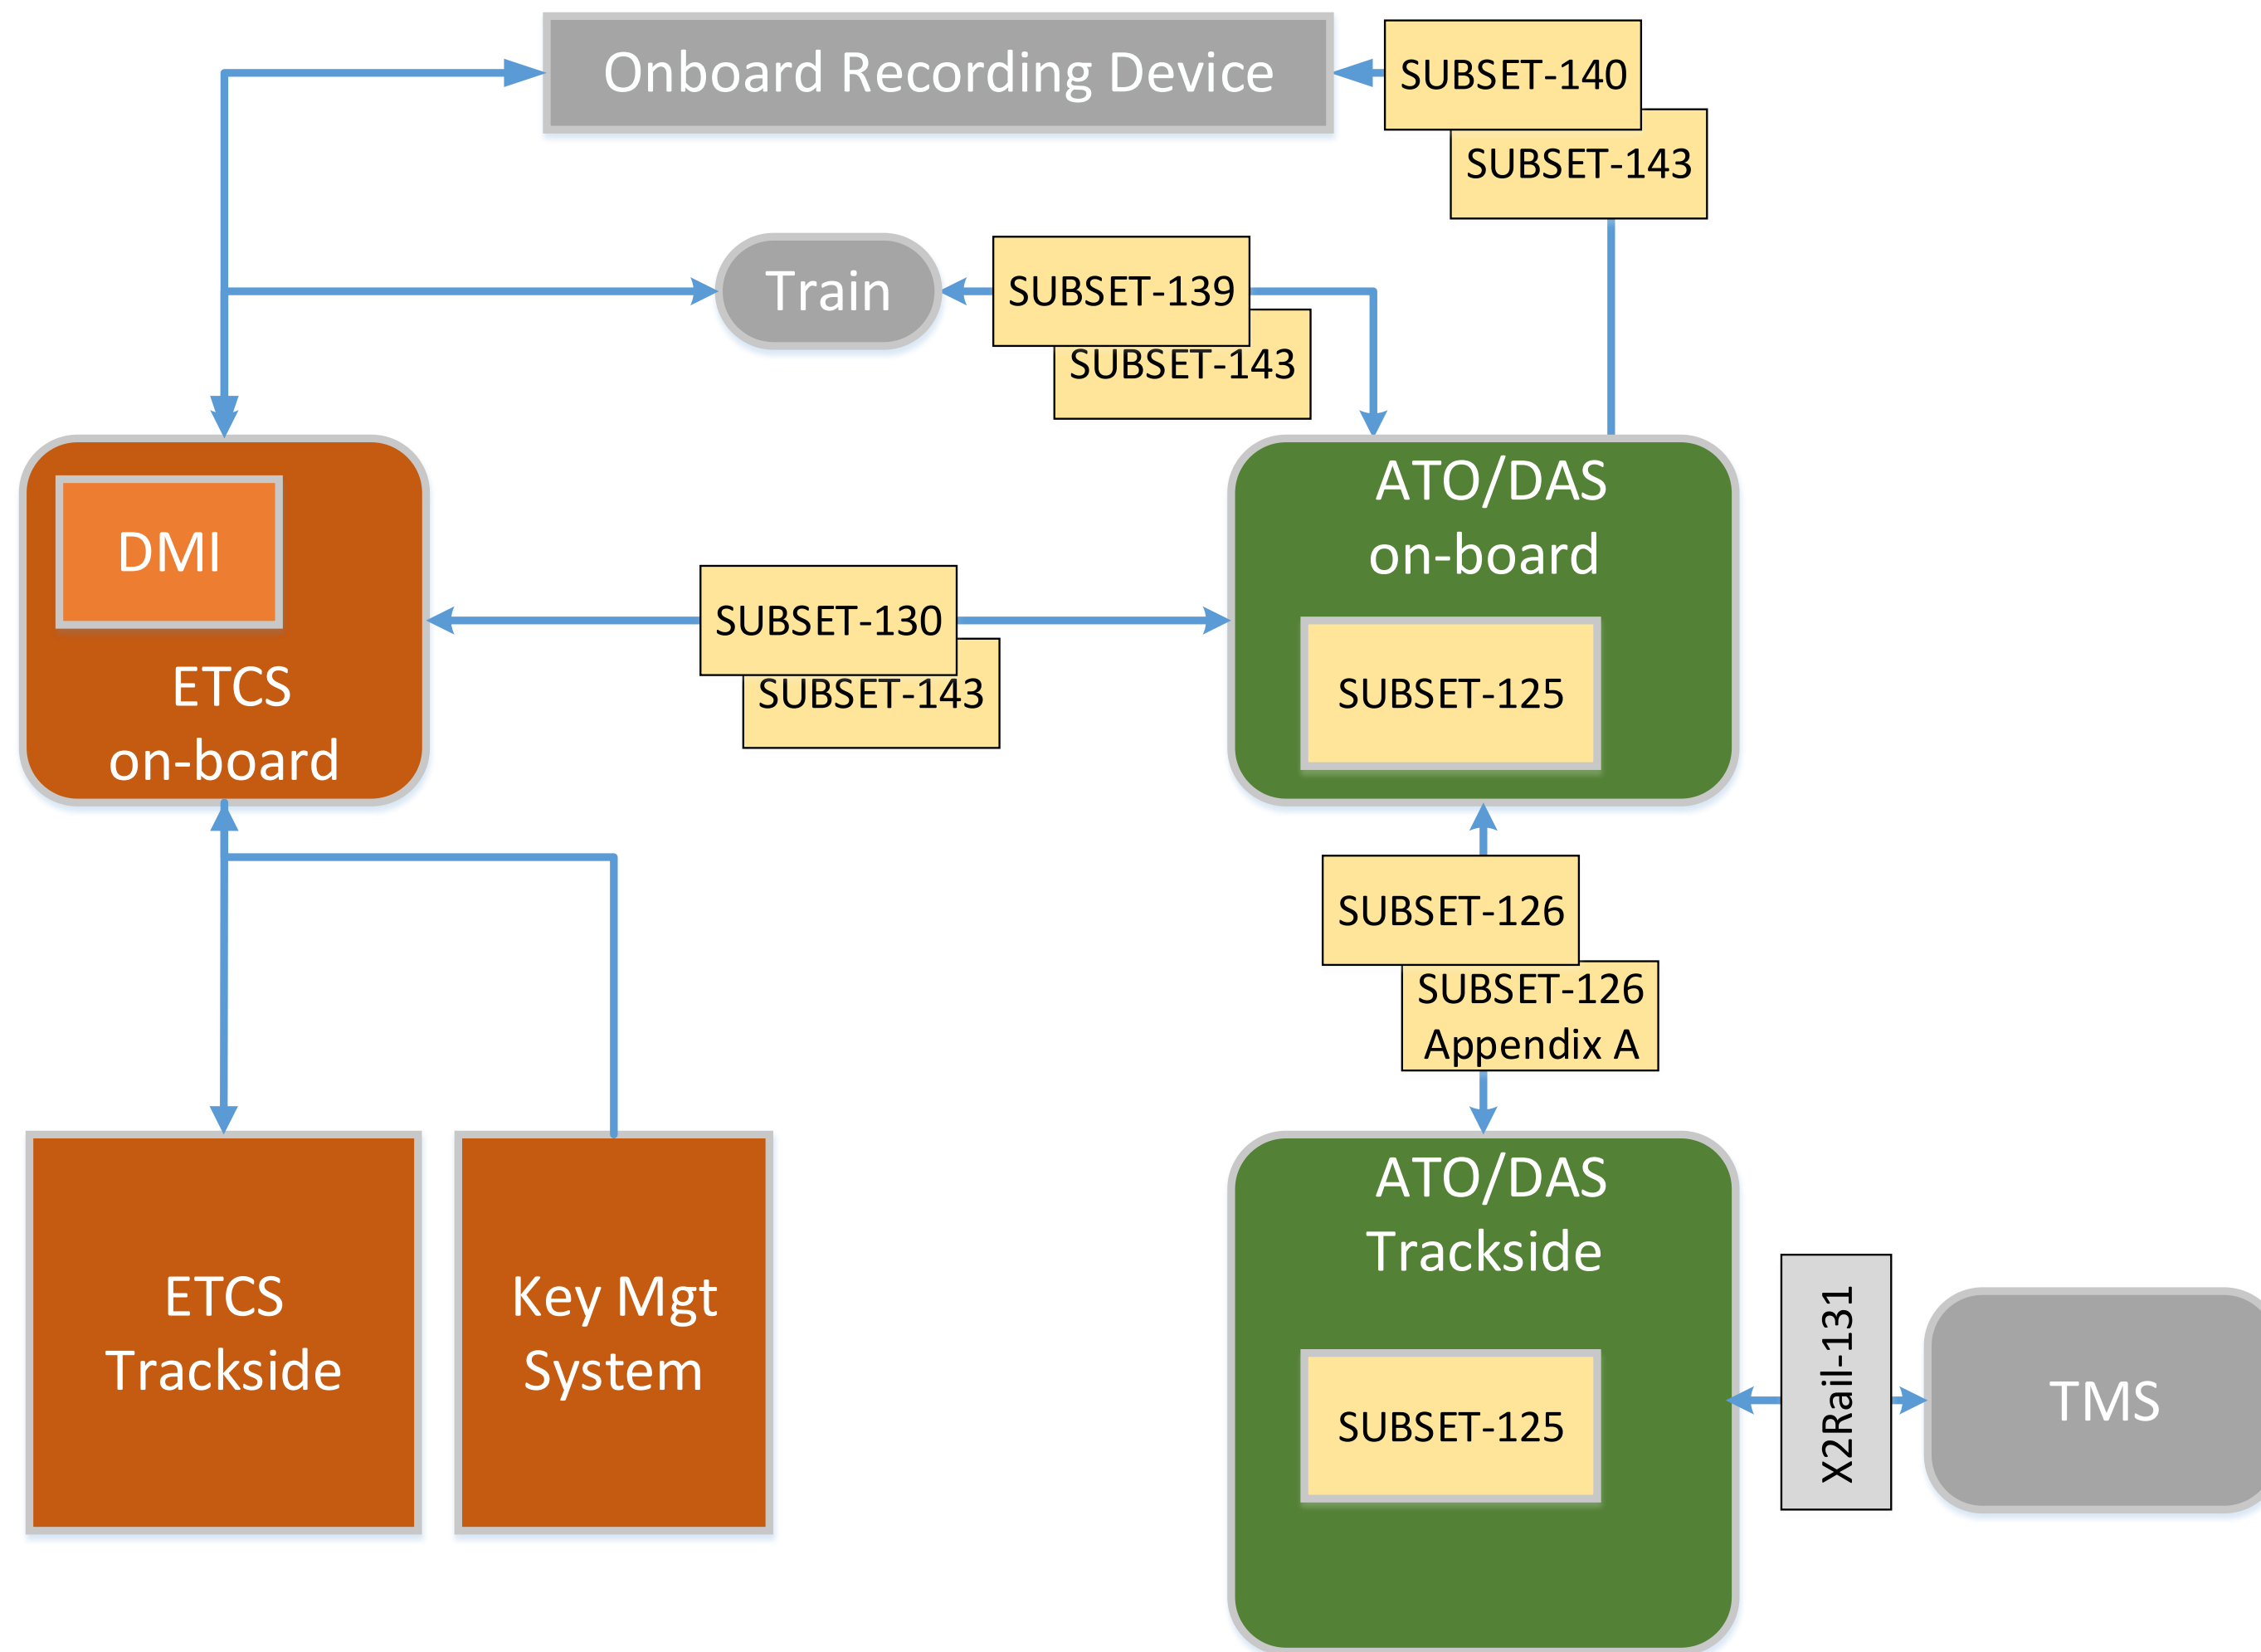 Onboard Recording Device
SUBSET-140
SUBSET-143
Train
SUBSET-139
SUBSET-143
DMI
ETCS
on-board
SUBSET-130
SUBSET-143
ATO/DAS
on-board
SUBSET-125
SUBSET-126
SUBSET-126
Appendix A
ETCS
Trackside
Key Mgt
System
ATO/DAS
Trackside
SUBSET-125
X2Rail-131
TMS